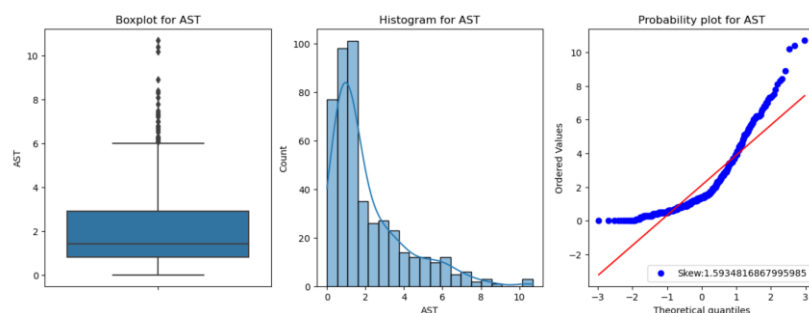 Boxplot for AST
10
8
6
4
2
0
AST
Histogram for AST
100
80
60
40
20
0
Count
0 2 4 6 8 10
AST
Probability plot for AST
10
8
6
4
2
0
−2
Ordered Values
Skew:1.5934816867995985
−3 −2 −1 0 1 2 3
Theoretical quantiles